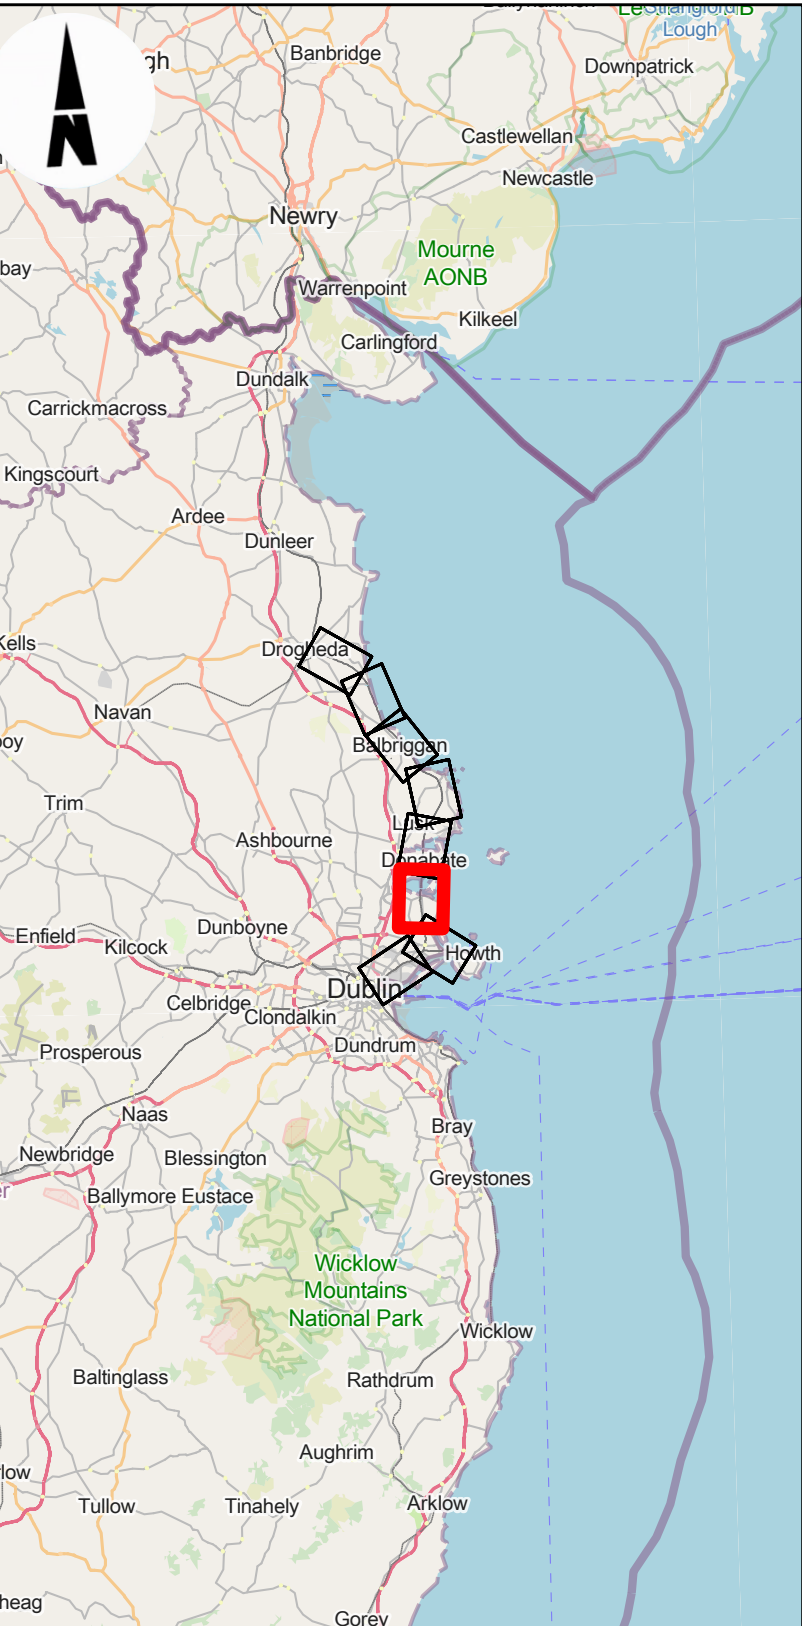 Strangford
Lough
Banbridge
Downpatrick
Castlewellan
Newcastle
N
Newry
Mourne
AONB
Warrenpoint
Kilkeel
Carlingford
Dundalk
Carrickmacross
Kingscourt
Ardee
Dunleer
Kells
Drogheda
Navan
Balbriggan
Trim
Lusk
Ashbourne
Donabate
Dunboyne
Enfield
Kilcock
Howth
Dublin
Celbridge
Clondalkin
Prosperous
Dundrum
Naas
Bray
Newbridge
Blessington
Greystones
Ballymore Eustace
Wicklow
Mountains
National Park
Wicklow
Baltinglass
Rathdrum
Aughrim
Tullow
Tinahely
Arklow
Gorey